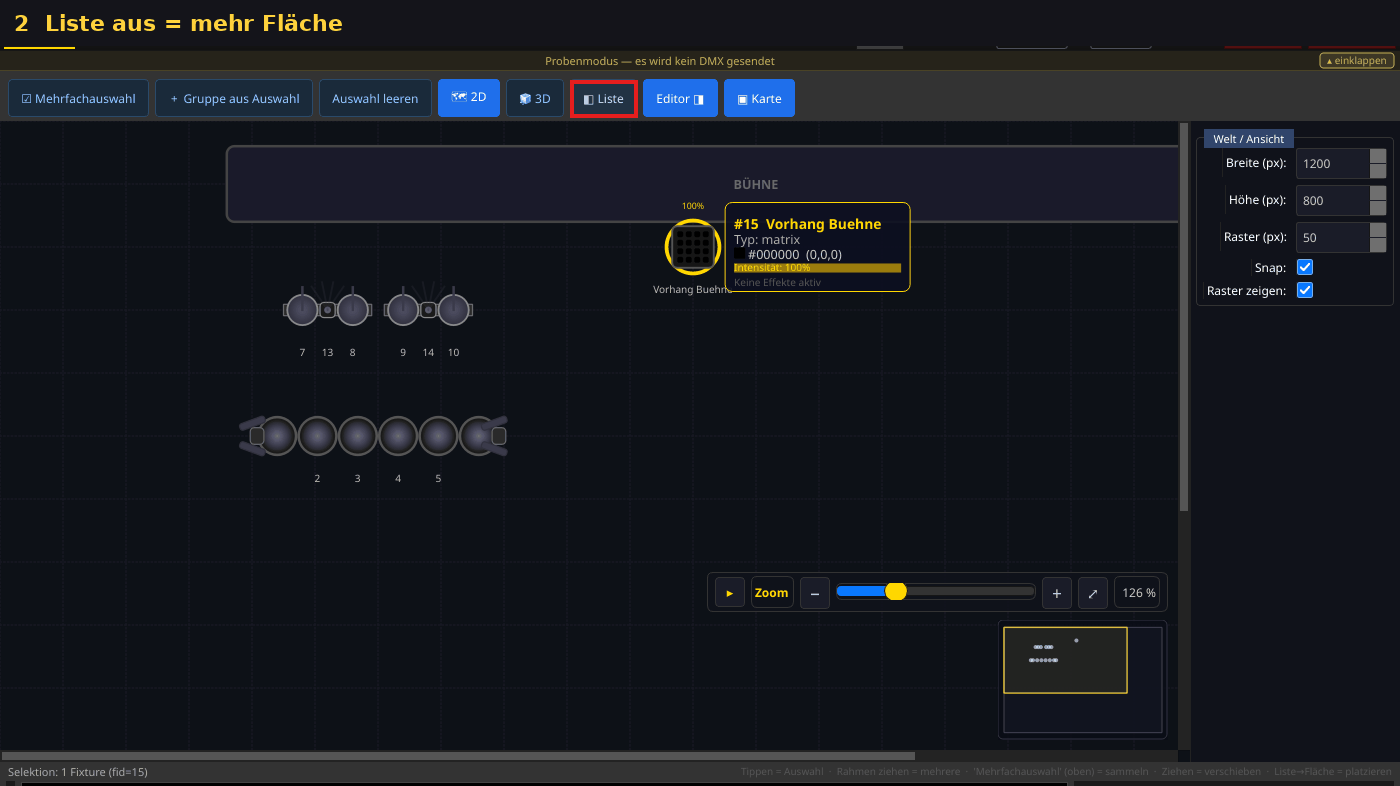 2 Liste aus = mehr Fläche
Probenmodus — es wird kein DMX gesendet
▴ einklappen
☑ Mehrfachauswahl
+ Gruppe aus Auswahl
Auswahl leeren
2D
3D
Liste
Editor
Karte
Welt / Ansicht
Breite (px): 1200
Höhe (px): 800
Raster (px): 50
Snap:
Raster zeigen:
BÜHNE
100%
#15 Vorhang Buehne
Typ: matrix
#000000 (0,0,0)
Intensität: 100%
Keine Effekte aktiv
Vorhang Buehne
7 13 8 9 14 10
2 3 4 5
▸ Zoom − + ⤢ 126 %
Selektion: 1 Fixture (fid=15)
Tippen = Auswahl · Rahmen ziehen = mehrere · 'Mehrfachauswahl' (oben) = sammeln · Ziehen = verschieben · Liste→Fläche = platzieren